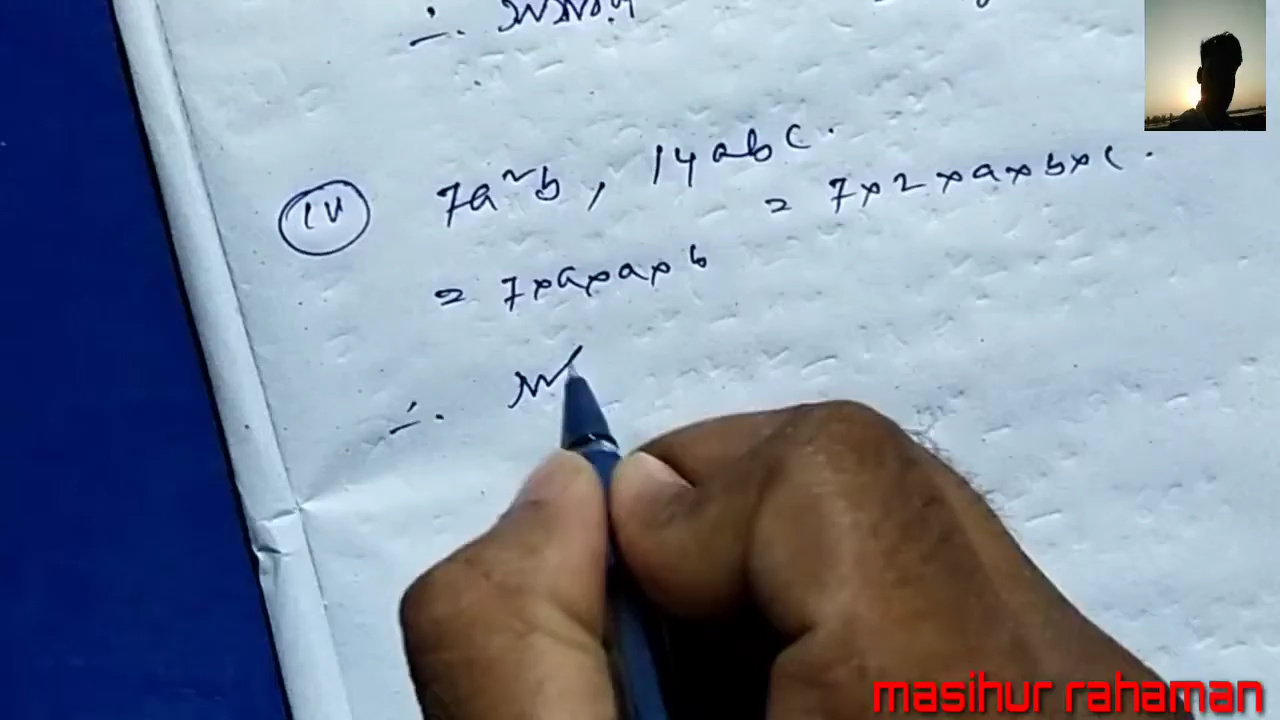 ∴
(IV) 7a²b, 14abc.
= 7×2×a×b×c.
= 7×a×a×b
∴
masihur rahaman